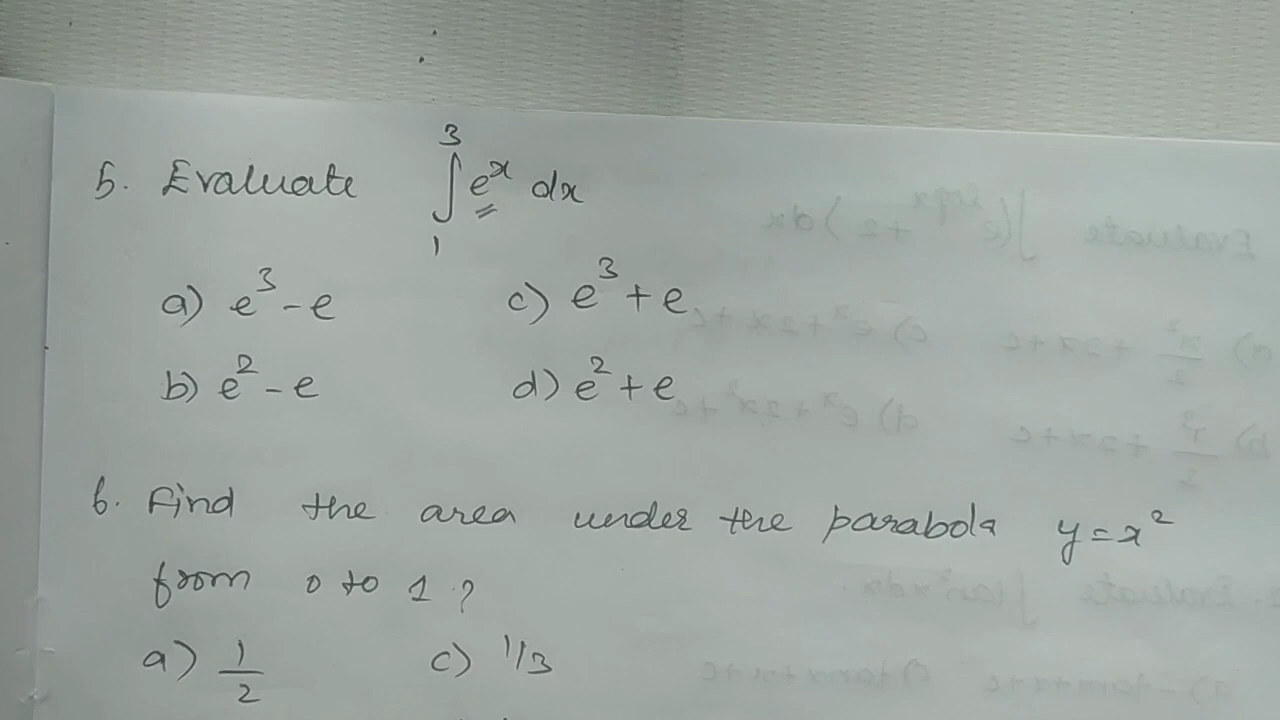 5. Evaluate ∫₁³ eˣ dx
a) e³ - e c) e³ + e
b) e² - e d) e² + e
6. Find the area under the parabola y = x²
from 0 to 1 ?
a) 1/2 c) 1/3